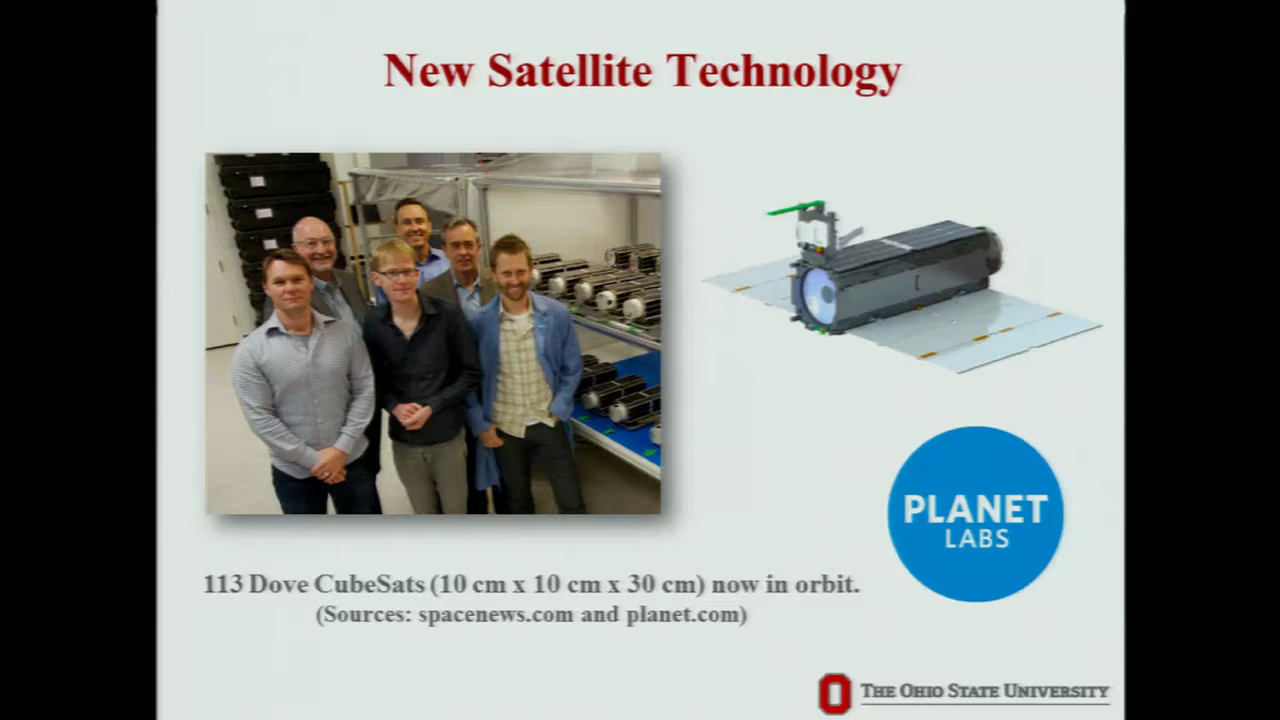 New Satellite Technology
PLANET
LABS
113 Dove CubeSats (10 cm x 10 cm x 30 cm) now in orbit.
(Sources: spacenews.com and planet.com)
THE OHIO STATE UNIVERSITY